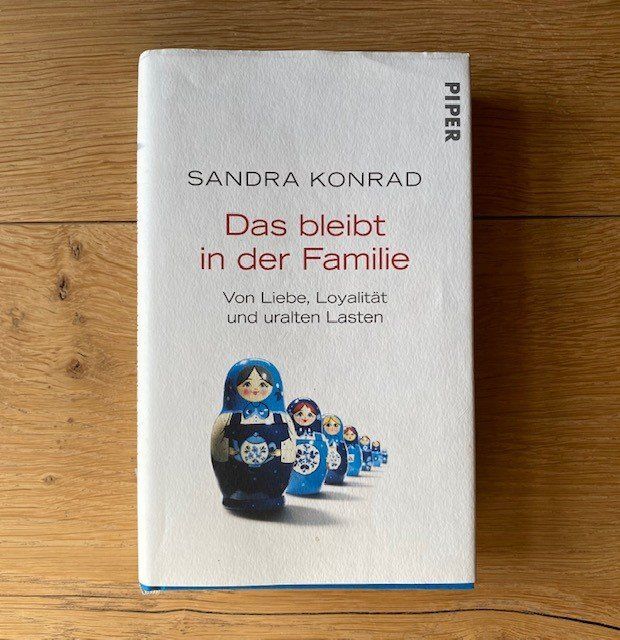 PIPER
SANDRA KONRAD
Das bleibt
in der Familie
Von Liebe, Loyalität
und uralten Lasten